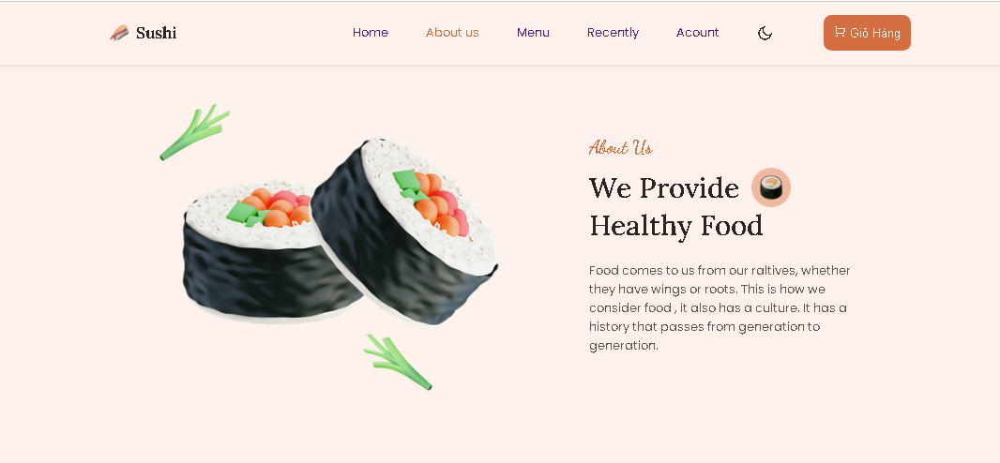 Sushi
Home
About us
Menu
Recently
Acount
Giỏ Hàng
About Us
We Provide
Healthy Food
Food comes to us from our raltives, whether
they have wings or roots. This is how we
consider food , it also has a culture. It has a
history that passes from generation to
generation.